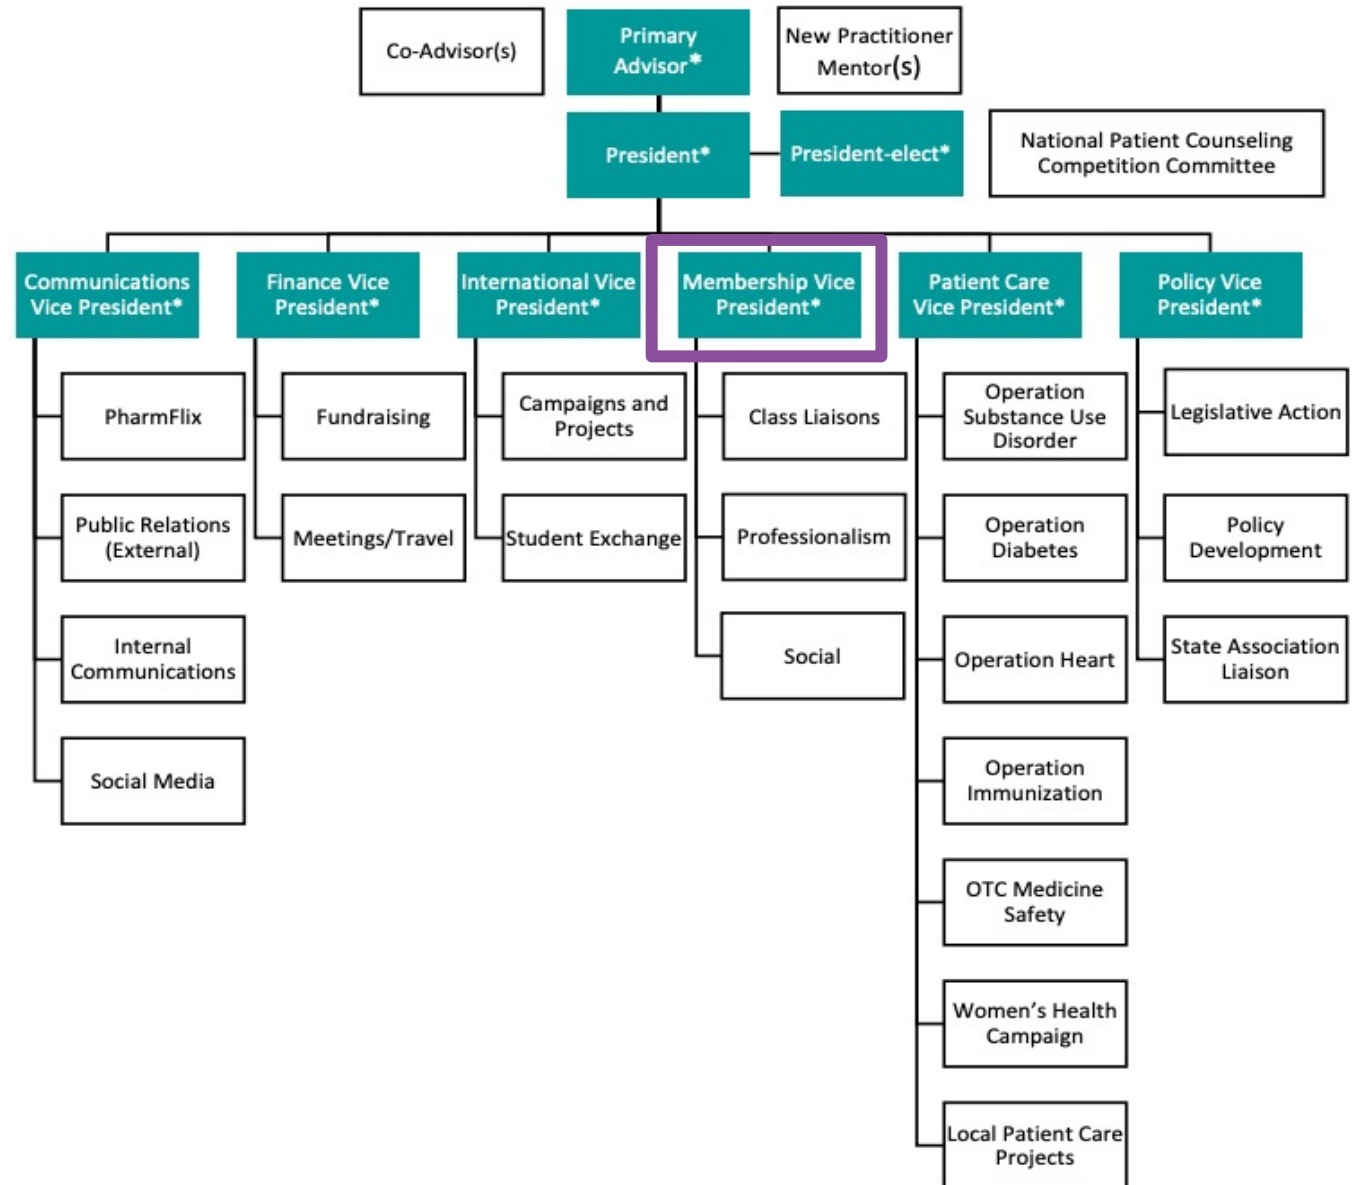 Co-Advisor(s)
Primary
Advisor*
New Practitioner
Mentor(s)
President*
President-elect*
National Patient Counseling
Competition Committee
Communications
Vice President*
Finance Vice
President*
International Vice
President*
Membership Vice
President*
Patient Care
Vice President*
Policy Vice
President*
PharmFlix
Public Relations
(External)
Internal
Communications
Social Media
Fundraising
Meetings/Travel
Campaigns and
Projects
Student Exchange
Class Liaisons
Professionalism
Social
Operation
Substance Use
Disorder
Operation
Diabetes
Operation Heart
Operation
Immunization
OTC Medicine
Safety
Women’s Health
Campaign
Local Patient Care
Projects
Legislative Action
Policy
Development
State Association
Liaison